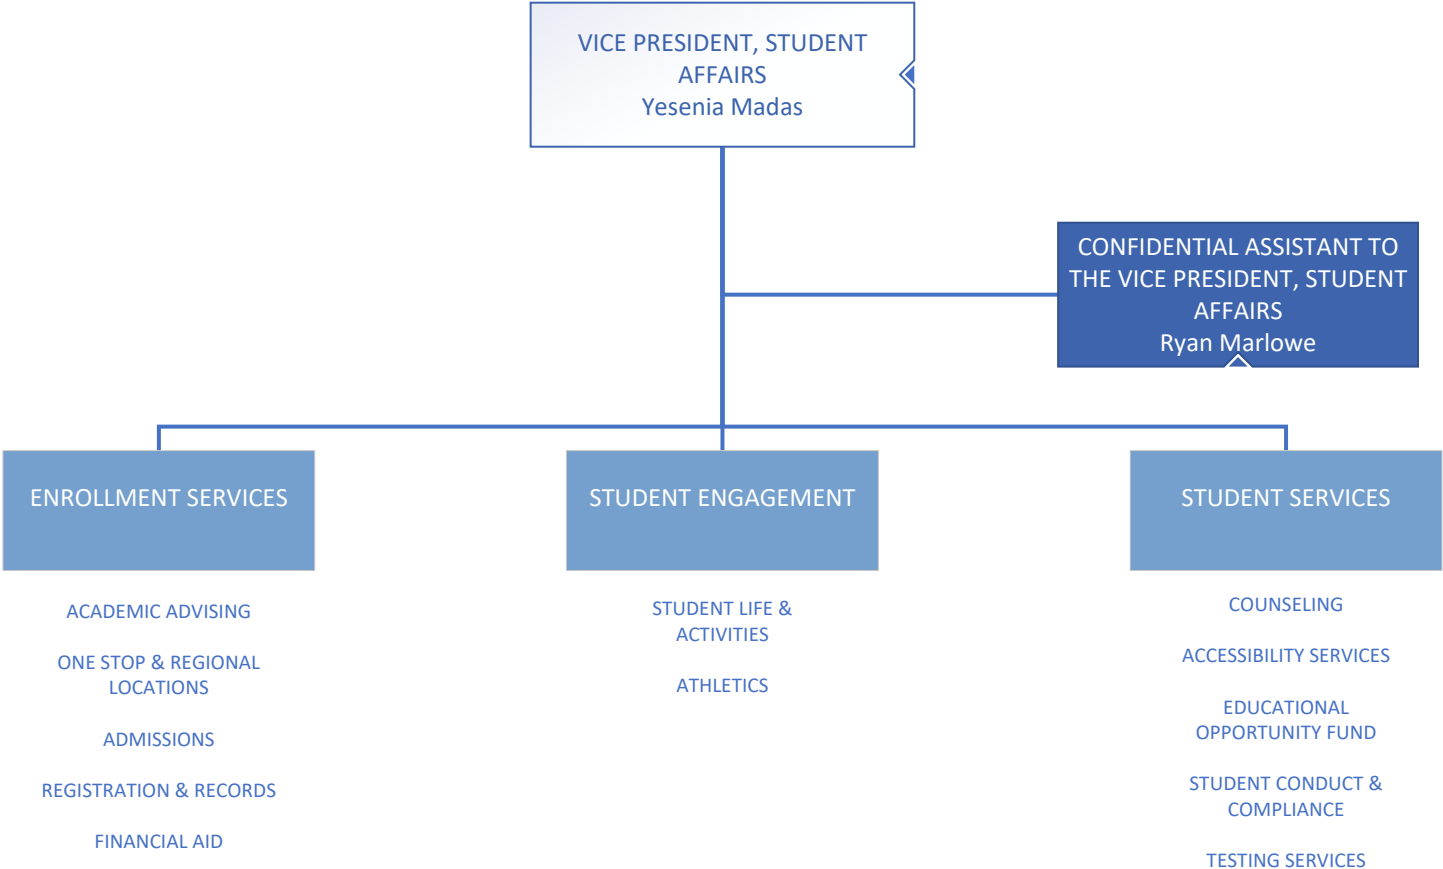 VICE PRESIDENT, STUDENT
AFFAIRS
Yesenia Madas
CONFIDENTIAL ASSISTANT TO
THE VICE PRESIDENT, STUDENT
AFFAIRS
Ryan Marlowe
ENROLLMENT SERVICES
ACADEMIC ADVISING
ONE STOP & REGIONAL
LOCATIONS
ADMISSIONS
REGISTRATION & RECORDS
FINANCIAL AID
STUDENT ENGAGEMENT
STUDENT LIFE &
ACTIVITIES
ATHLETICS
STUDENT SERVICES
COUNSELING
ACCESSIBILITY SERVICES
EDUCATIONAL
OPPORTUNITY FUND
STUDENT CONDUCT &
COMPLIANCE
TESTING SERVICES